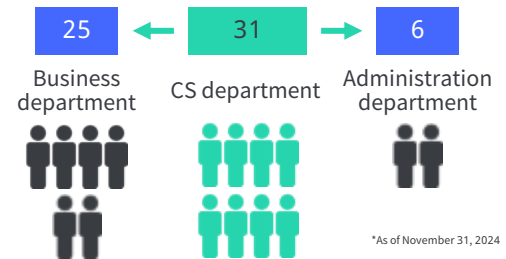 25
31
6
Business
department
CS department
Administration
department
*As of November 31, 2024